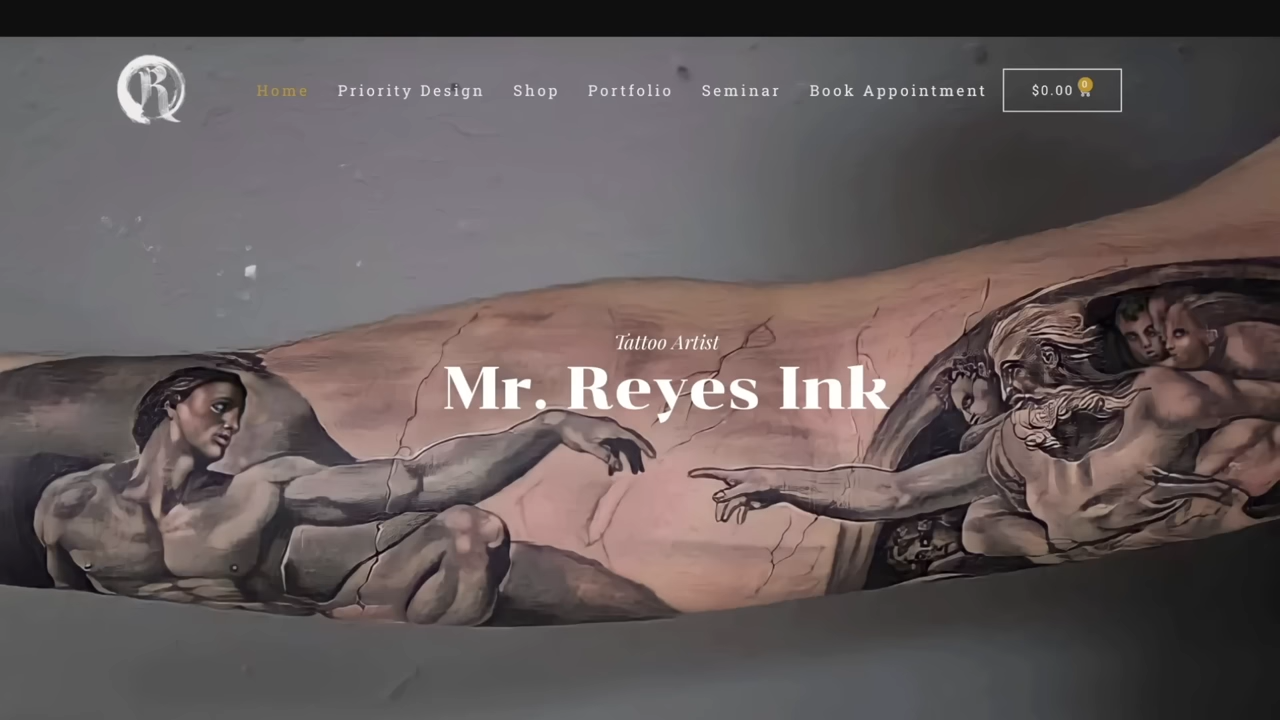 R
Home Priority Design Shop Portfolio Seminar Book Appointment $0.00 0
Tattoo Artist
Mr. Reyes Ink